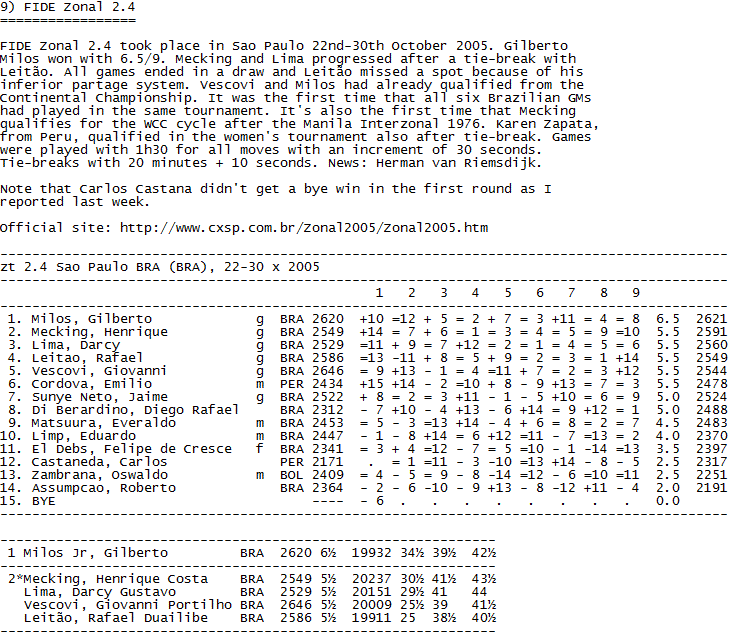 9) FIDE Zonal 2.4
=================
FIDE Zonal 2.4 took place in Sao Paulo 22nd-30th October 2005. Gilberto
Milos won with 6.5/9. Mecking and Lima progressed after a tie-break with
Leitão. All games ended in a draw and Leitão missed a spot because of his
inferior partage system. Vescovi and Milos had already qualified from the
Continental Championship. It was the first time that all six Brazilian GMs
had played in the same tournament. It's also the first time that Mecking
qualifies for the WCC cycle after the Manila Interzonal 1976. Karen Zapata,
from Peru, qualified in the women's tournament also after tie-break. Games
were played with 1h30 for all moves with an increment of 30 seconds.
Tie-breaks with 20 minutes + 10 seconds. News: Herman van Riemsdijk.
Note that Carlos Castana didn't get a bye win in the first round as I
reported last week.
Official site: http://www.cxsp.com.br/Zonal2005/Zonal2005.htm
-------------------------------------------------------------------------------------------
zt 2.4 Sao Paulo BRA (BRA), 22-30 x 2005
-------------------------------------------------------------------------------------------
1 2 3 4 5 6 7 8 9
-------------------------------------------------------------------------------------------
1. Milos, Gilberto g BRA 2620 +10 =12 + 5 = 2 + 7 = 3 +11 = 4 = 8 6.5 2621
2. Mecking, Henrique g BRA 2549 +14 = 7 + 6 = 1 = 3 = 4 = 5 = 9 =10 5.5 2591
3. Lima, Darcy g BRA 2529 =11 + 9 = 7 +12 = 2 = 1 = 4 = 5 = 6 5.5 2560
4. Leitao, Rafael g BRA 2586 =13 -11 + 8 = 5 + 9 = 2 = 3 = 1 +14 5.5 2549
5. Vescovi, Giovanni g BRA 2646 = 9 +13 - 1 = 4 =11 + 7 = 2 = 3 +12 5.5 2544
6. Cordova, Emilio m PER 2434 +15 +14 - 2 =10 + 8 - 9 +13 = 7 = 3 5.5 2478
7. Sunye Neto, Jaime g BRA 2522 + 8 = 2 = 3 +11 - 1 - 5 +10 = 6 = 9 5.0 2524
8. Di Berardino, Diego Rafael BRA 2312 - 7 +10 - 4 +13 - 6 +14 = 9 +12 = 1 5.0 2488
9. Matsuura, Everaldo m BRA 2453 = 5 - 3 =13 +14 - 4 + 6 = 8 = 2 = 7 4.5 2483
10. Limp, Eduardo m BRA 2447 - 1 - 8 +14 = 6 +12 =11 - 7 =13 = 2 4.0 2370
11. El Debs, Felipe de Cresce f BRA 2341 = 3 + 4 =12 - 7 = 5 =10 - 1 -14 =13 3.5 2397
12. Castaneda, Carlos PER 2171 . = 1 =11 - 3 -10 =13 +14 - 8 - 5 2.5 2317
13. Zambrana, Oswaldo m BOL 2409 = 4 - 5 = 9 - 8 -14 =12 - 6 =10 =11 2.5 2251
14. Assumpcao, Roberto BRA 2364 - 2 - 6 -10 - 9 +13 - 8 -12 +11 - 4 2.0 2191
15. BYE ---- - 6 . . . . . . . . 0.0
-------------------------------------------------------------------------------------------
--------------------------------------------------------------
1 Milos Jr, Gilberto BRA 2620 6½ 19932 34½ 39½ 42½
--------------------------------------------------------------
2*Mecking, Henrique Costa BRA 2549 5½ 20237 30½ 41½ 43½
Lima, Darcy Gustavo BRA 2529 5½ 20151 29½ 41 44
Vescovi, Giovanni Portilho BRA 2646 5½ 20009 25½ 39 41½
Leitão, Rafael Duailibe BRA 2586 5½ 19911 25 38½ 40½
--------------------------------------------------------------